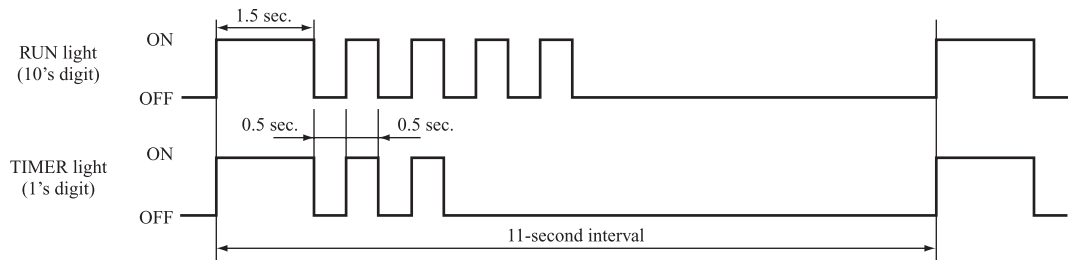 1.5 sec.
RUN light
(10's digit)
ON
OFF
0.5 sec.
0.5 sec.
TIMER light
(1's digit)
ON
OFF
11-second interval